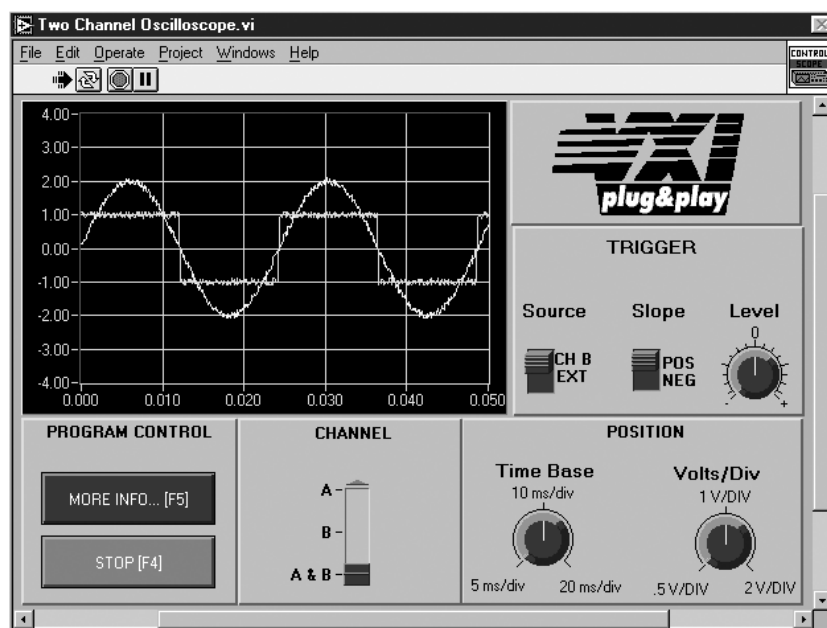 Two Channel Oscilloscope.vi
File Edit Operate Project Windows Help
CONTROL
SCOPE
4.00
3.00
2.00
1.00
0.00
-1.00
-2.00
-3.00
-4.00
0.000 0.010 0.020 0.030 0.040 0.050
VXI
plug&play
TRIGGER
Source Slope Level
0
CH B
EXT
POS
NEG
- +
PROGRAM CONTROL
MORE INFO... [F5]
STOP [F4]
CHANNEL
A
B
A & B
POSITION
Time Base
10 ms/div
5 ms/div 20 ms/div
Volts/Div
1 V/DIV
.5 V/DIV 2 V/DIV